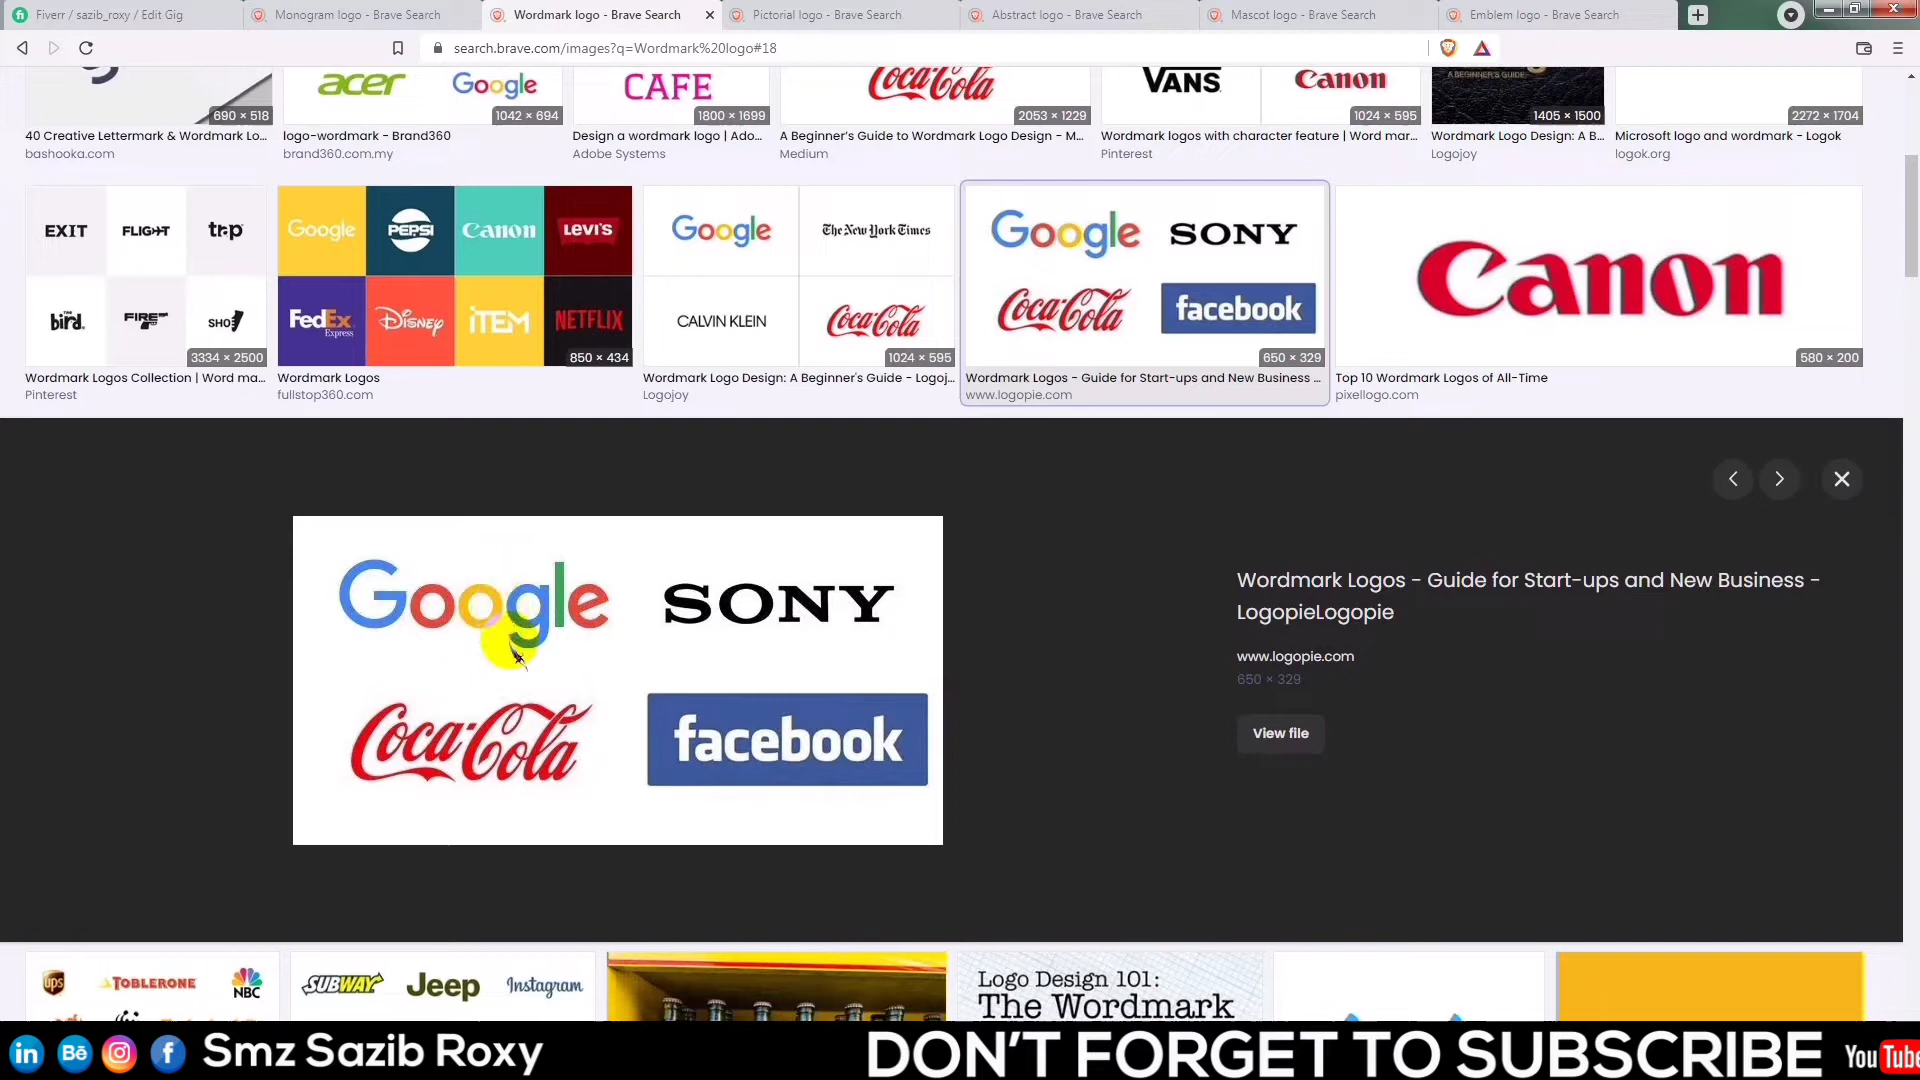 Fiverr / sazib_roxy / Edit Gig
Monogram logo - Brave Search
Wordmark logo - Brave Search
Pictorial logo - Brave Search
Abstract logo - Brave Search
Mascot logo - Brave Search
Emblem logo - Brave Search
search.brave.com/images?q=Wordmark%20logo#18
acer
Google
CAFE
Coca-Cola
VANS
Canon
A BEGINNER'S GUIDE
690 × 518
1042 × 694
1800 × 1699
2053 × 1229
1024 × 595
1405 × 1500
2272 × 1704
40 Creative Lettermark & Wordmark Lo...
logo-wordmark - Brand360
Design a wordmark logo | Ado...
A Beginner's Guide to Wordmark Logo Design - M...
Wordmark logos with character feature | Word mar...
Wordmark Logo Design: A B...
Microsoft logo and wordmark - Logok
bashooka.com
brand360.com.my
Adobe Systems
Medium
Pinterest
Logojoy
logok.org
EXIT
FLIGHT
trip
THE bird.
FIRE
SHO
3334 × 2500
Google
PEPSI
Canon
LEVI'S
FedEx Express
DISNEY
iTEM
NETFLIX
850 × 434
Google
The New York Times
CALVIN KLEIN
Coca-Cola
1024 × 595
Google
SONY
Coca-Cola
facebook
650 × 329
Canon
580 × 200
Wordmark Logos Collection | Word ma...
Wordmark Logos
Wordmark Logo Design: A Beginner's Guide - Logoj...
Wordmark Logos - Guide for Start-ups and New Business ...
Top 10 Wordmark Logos of All-Time
Pinterest
fullstop360.com
Logojoy
www.logopie.com
pixellogo.com
Google
SONY
Coca-Cola
facebook
Wordmark Logos - Guide for Start-ups and New Business -
LogopieLogopie
www.logopie.com
650 × 329
View file
ups
TOBLERONE
NBC
SUBWAY
Jeep
Instagram
Logo Design 101:
The Wordmark
in
Bē
f
Smz Sazib Roxy
DON'T FORGET TO SUBSCRIBE
You Tube